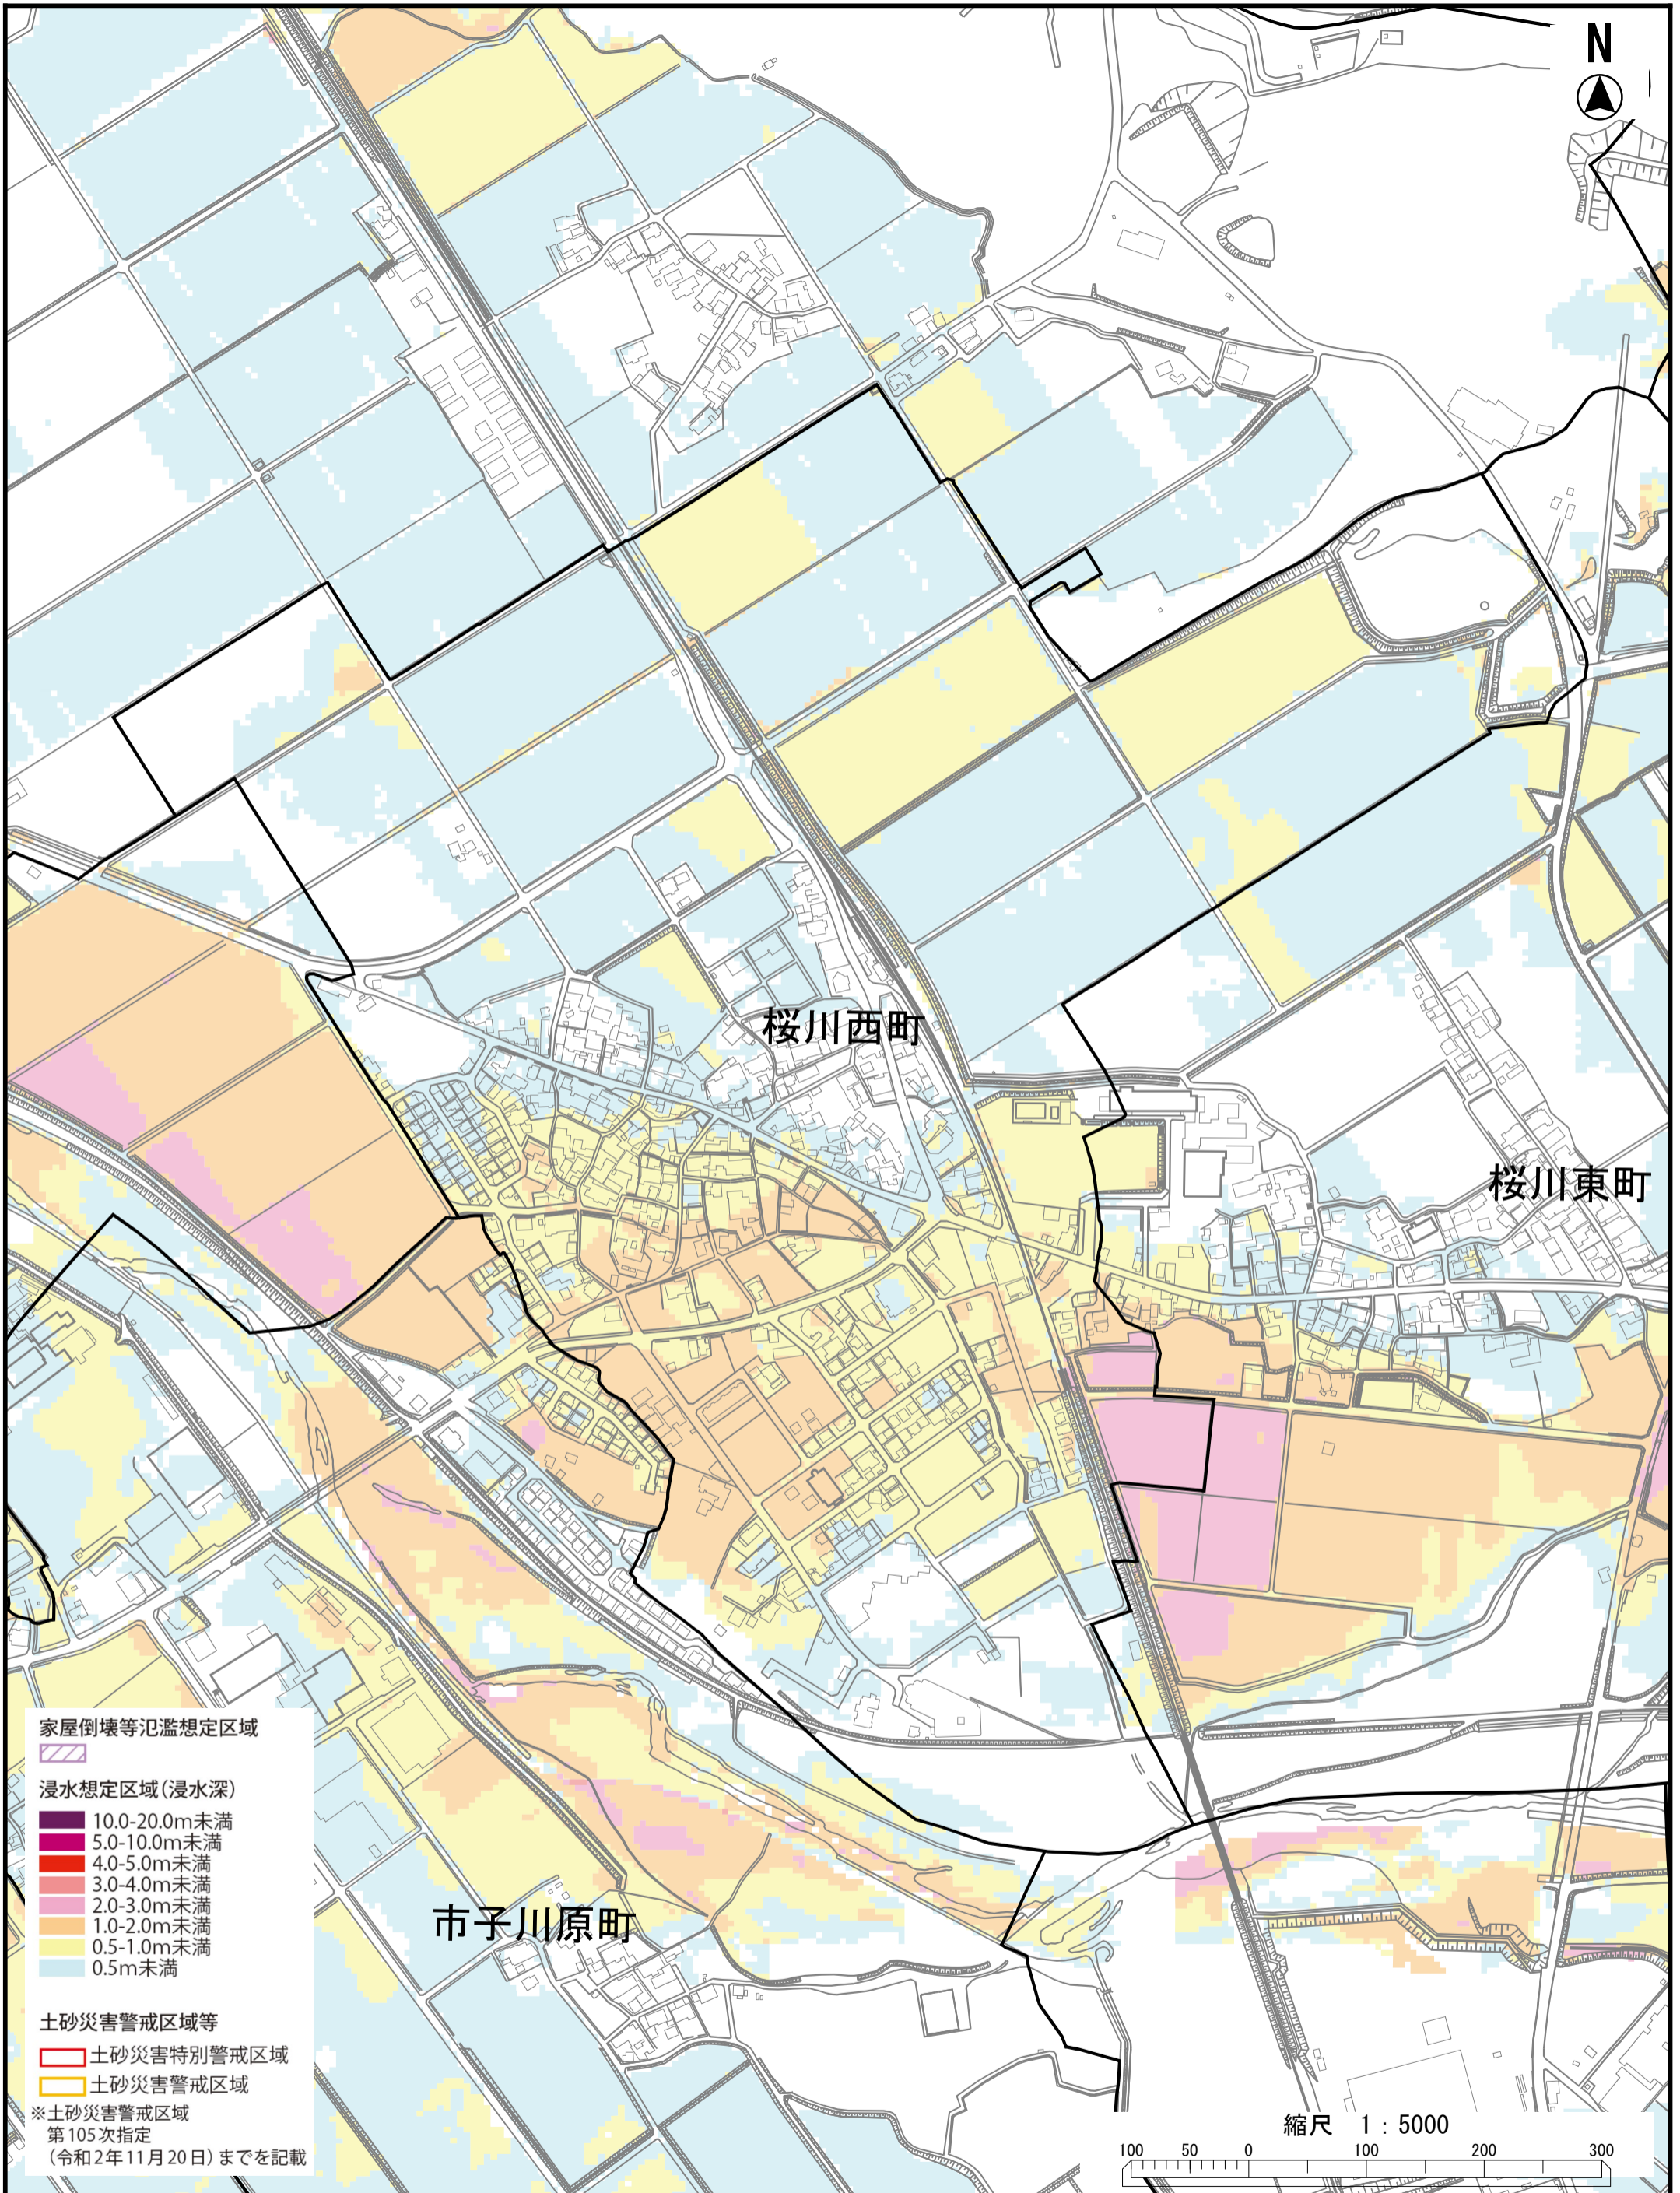 N
桜川西町
桜川東町
市子川原町
家屋倒壊等氾濫想定区域
浸水想定区域(浸水深)
10.0-20.0m未満
5.0-10.0m未満
4.0-5.0m未満
3.0-4.0m未満
2.0-3.0m未満
1.0-2.0m未満
0.5-1.0m未満
0.5m未満
土砂災害警戒区域等
土砂災害特別警戒区域
土砂災害警戒区域
※土砂災害警戒区域
第105次指定
(令和2年11月20日)までを記載
縮尺 1:5000
100 50 0 100 200 300